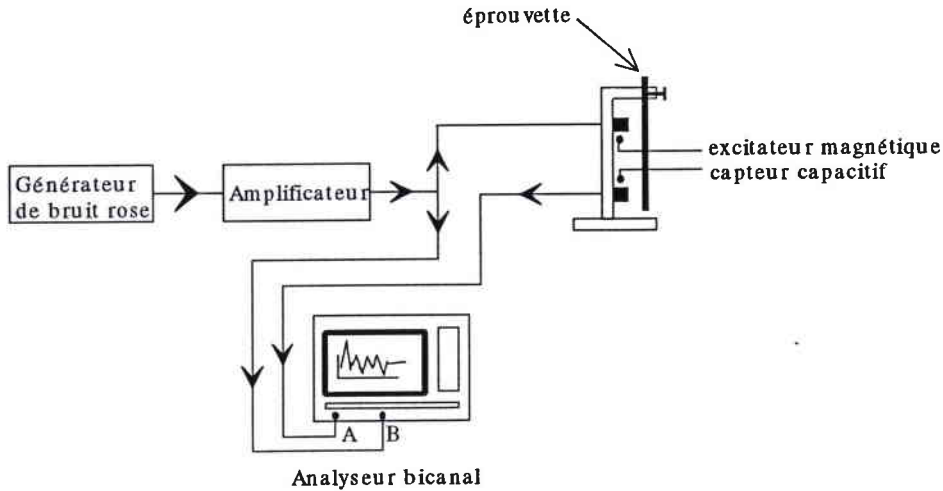 éprouvette
excitateur magnétique
capteur capacitif
Générateur
de bruit rose
Amplificateur
A B
Analyseur bicanal